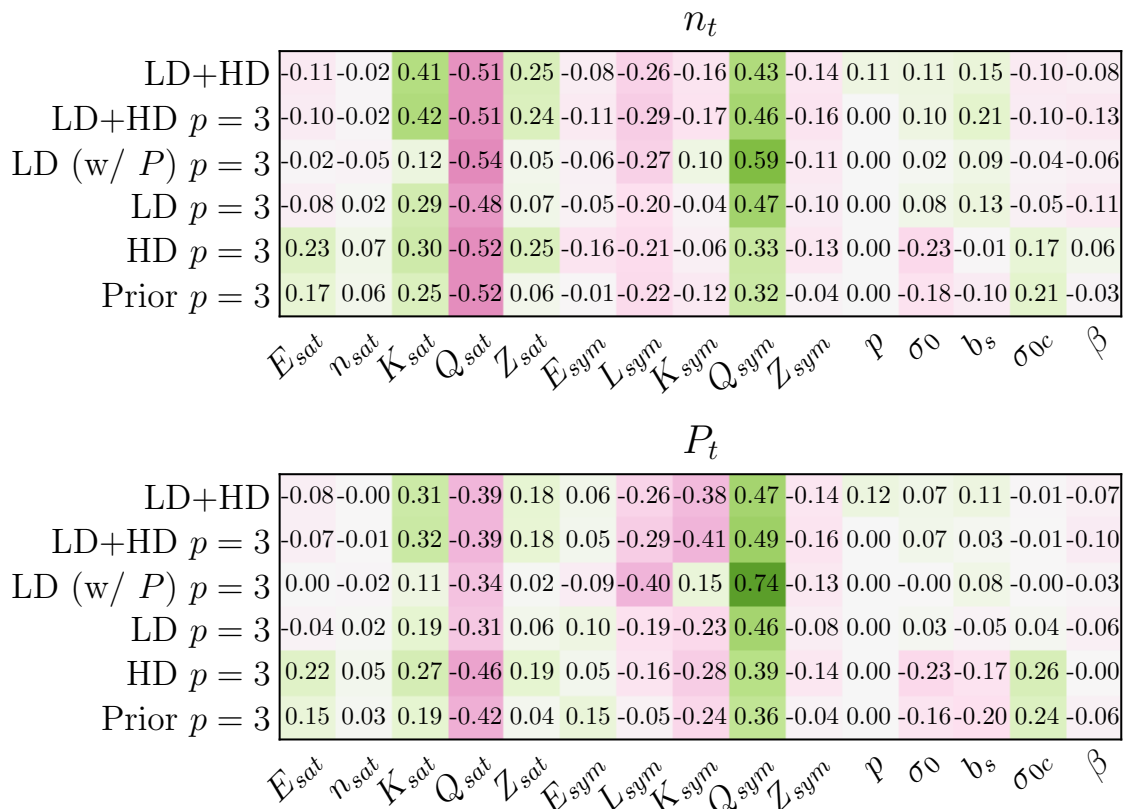 n_t
LD+HD -0.11 -0.02 0.41 -0.51 0.25 -0.08 -0.26 -0.16 0.43 -0.14 0.11 0.11 0.15 -0.10 -0.08
LD+HD p = 3 -0.10 -0.02 0.42 -0.51 0.24 -0.11 -0.29 -0.17 0.46 -0.16 0.00 0.10 0.21 -0.10 -0.13
LD (w/ P) p = 3 -0.02 -0.05 0.12 -0.54 0.05 -0.06 -0.27 0.10 0.59 -0.11 0.00 0.02 0.09 -0.04 -0.06
LD p = 3 -0.08 0.02 0.29 -0.48 0.07 -0.05 -0.20 -0.04 0.47 -0.10 0.00 0.08 0.13 -0.05 -0.11
HD p = 3 0.23 0.07 0.30 -0.52 0.25 -0.16 -0.21 -0.06 0.33 -0.13 0.00 -0.23 -0.01 0.17 0.06
Prior p = 3 0.17 0.06 0.25 -0.52 0.06 -0.01 -0.22 -0.12 0.32 -0.04 0.00 -0.18 -0.10 0.21 -0.03
E_sat n_sat K_sat Q_sat Z_sat E_sym L_sym K_sym Q_sym Z_sym p σ_0 b_s σ_0c β
P_t
LD+HD -0.08 -0.00 0.31 -0.39 0.18 0.06 -0.26 -0.38 0.47 -0.14 0.12 0.07 0.11 -0.01 -0.07
LD+HD p = 3 -0.07 -0.01 0.32 -0.39 0.18 0.05 -0.29 -0.41 0.49 -0.16 0.00 0.07 0.03 -0.01 -0.10
LD (w/ P) p = 3 0.00 -0.02 0.11 -0.34 0.02 -0.09 -0.40 0.15 0.74 -0.13 0.00 -0.00 0.08 -0.00 -0.03
LD p = 3 -0.04 0.02 0.19 -0.31 0.06 0.10 -0.19 -0.23 0.46 -0.08 0.00 0.03 -0.05 0.04 -0.06
HD p = 3 0.22 0.05 0.27 -0.46 0.19 0.05 -0.16 -0.28 0.39 -0.14 0.00 -0.23 -0.17 0.26 -0.00
Prior p = 3 0.15 0.03 0.19 -0.42 0.04 0.15 -0.05 -0.24 0.36 -0.04 0.00 -0.16 -0.20 0.24 -0.06
E_sat n_sat K_sat Q_sat Z_sat E_sym L_sym K_sym Q_sym Z_sym p σ_0 b_s σ_0c β